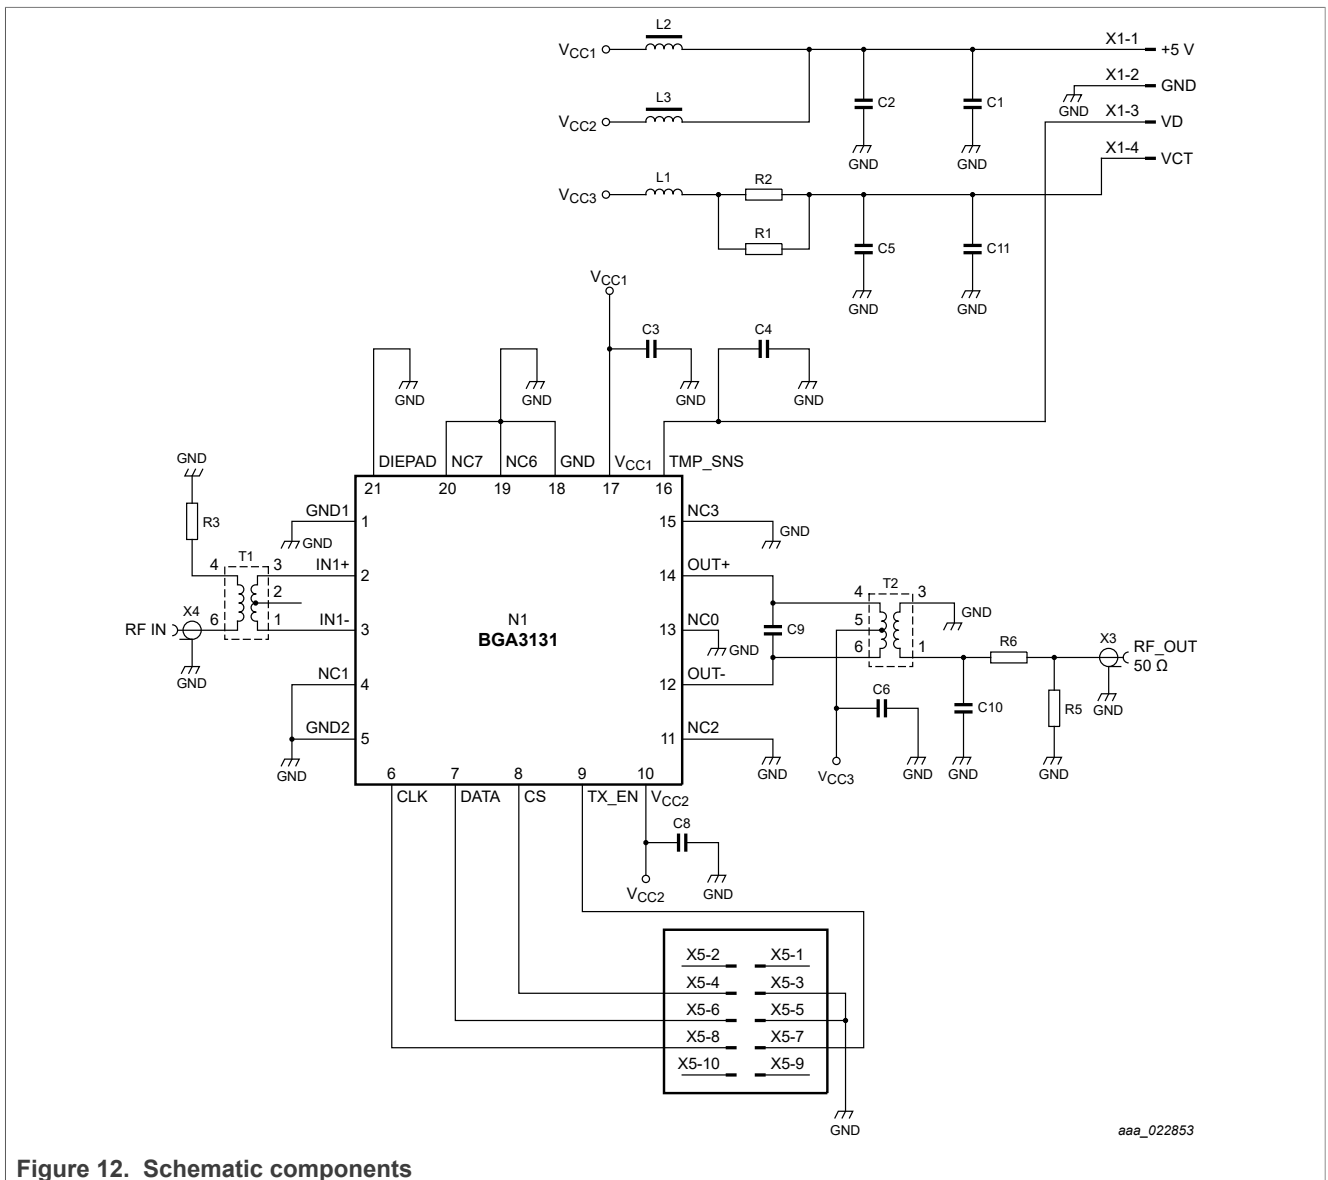 L2
VCC1
X1-1
+5 V
X1-2
GND
GND
L3
C2
C1
VCC2
X1-3
VD
GND
GND
X1-4
VCT
L1
R2
VCC3
R1
C5
C11
GND
GND
VCC1
C3
C4
GND
GND
GND
GND
GND
DIEPAD
NC7
NC6
GND
VCC1
TMP_SNS
21
20
19
18
17
16
R3
GND1
1
GND
15
NC3
GND
T1
4
3
IN1+
2
14
OUT+
2
T2
4
3
GND
X4
RF IN
6
1
IN1-
3
N1
BGA3131
13
NC0
GND
C9
5
6
1
R6
X3
RF_OUT
50 Ω
GND
NC1
4
12
OUT-
C6
C10
R5
GND
GND2
5
11
NC2
GND
GND
VCC3
GND
GND
GND
6
7
8
9
10
CLK
DATA
CS
TX_EN
VCC2
C8
VCC2
GND
X5-2
X5-1
X5-4
X5-3
X5-6
X5-5
X5-8
X5-7
X5-10
X5-9
GND
aaa_022853
Figure 12. Schematic components